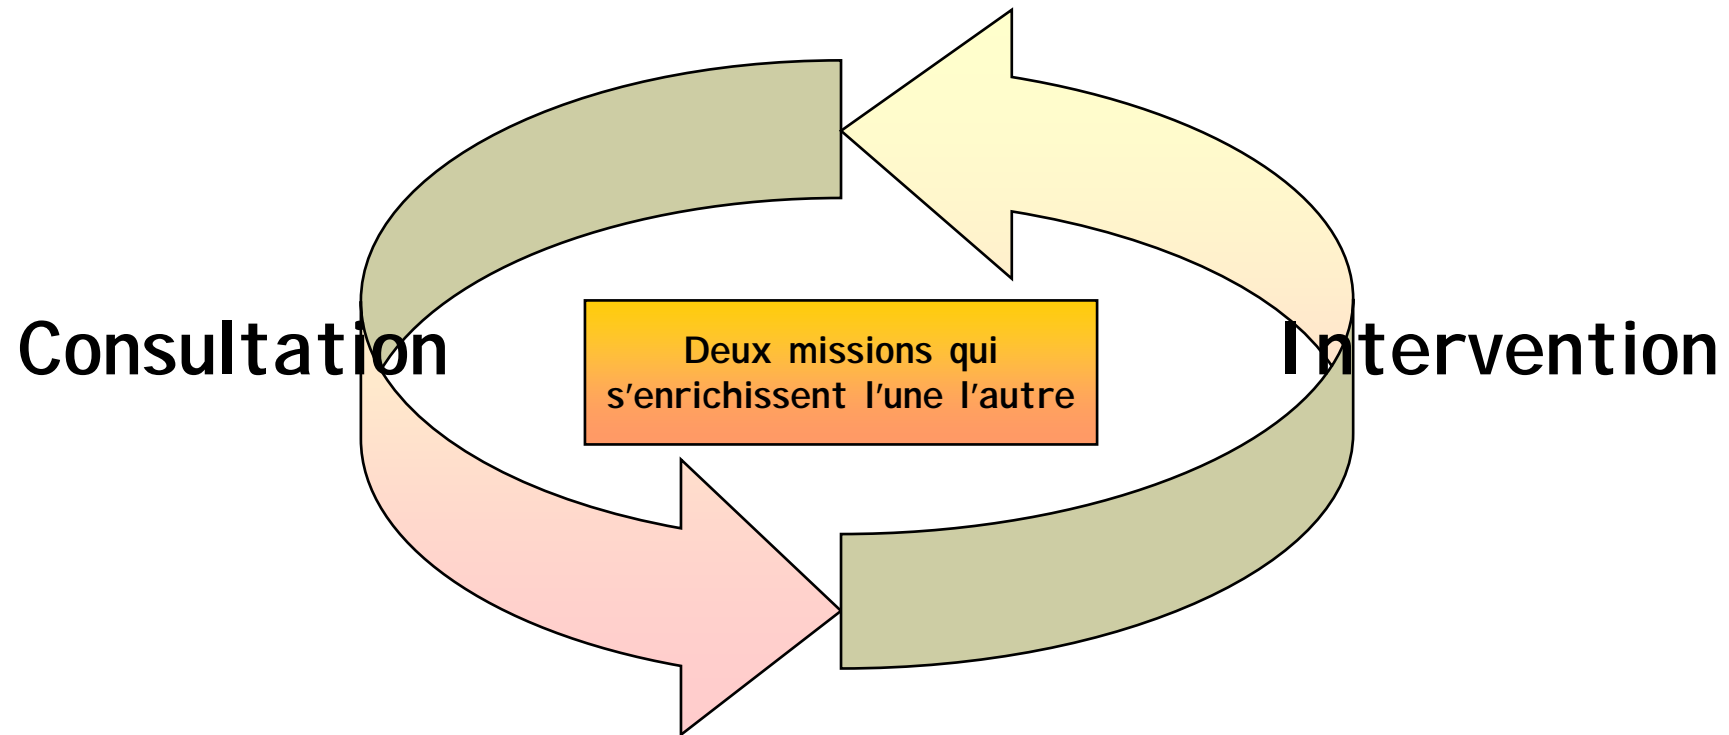 Consultation
Deux missions qui
s'enrichissent l'une l'autre
Intervention